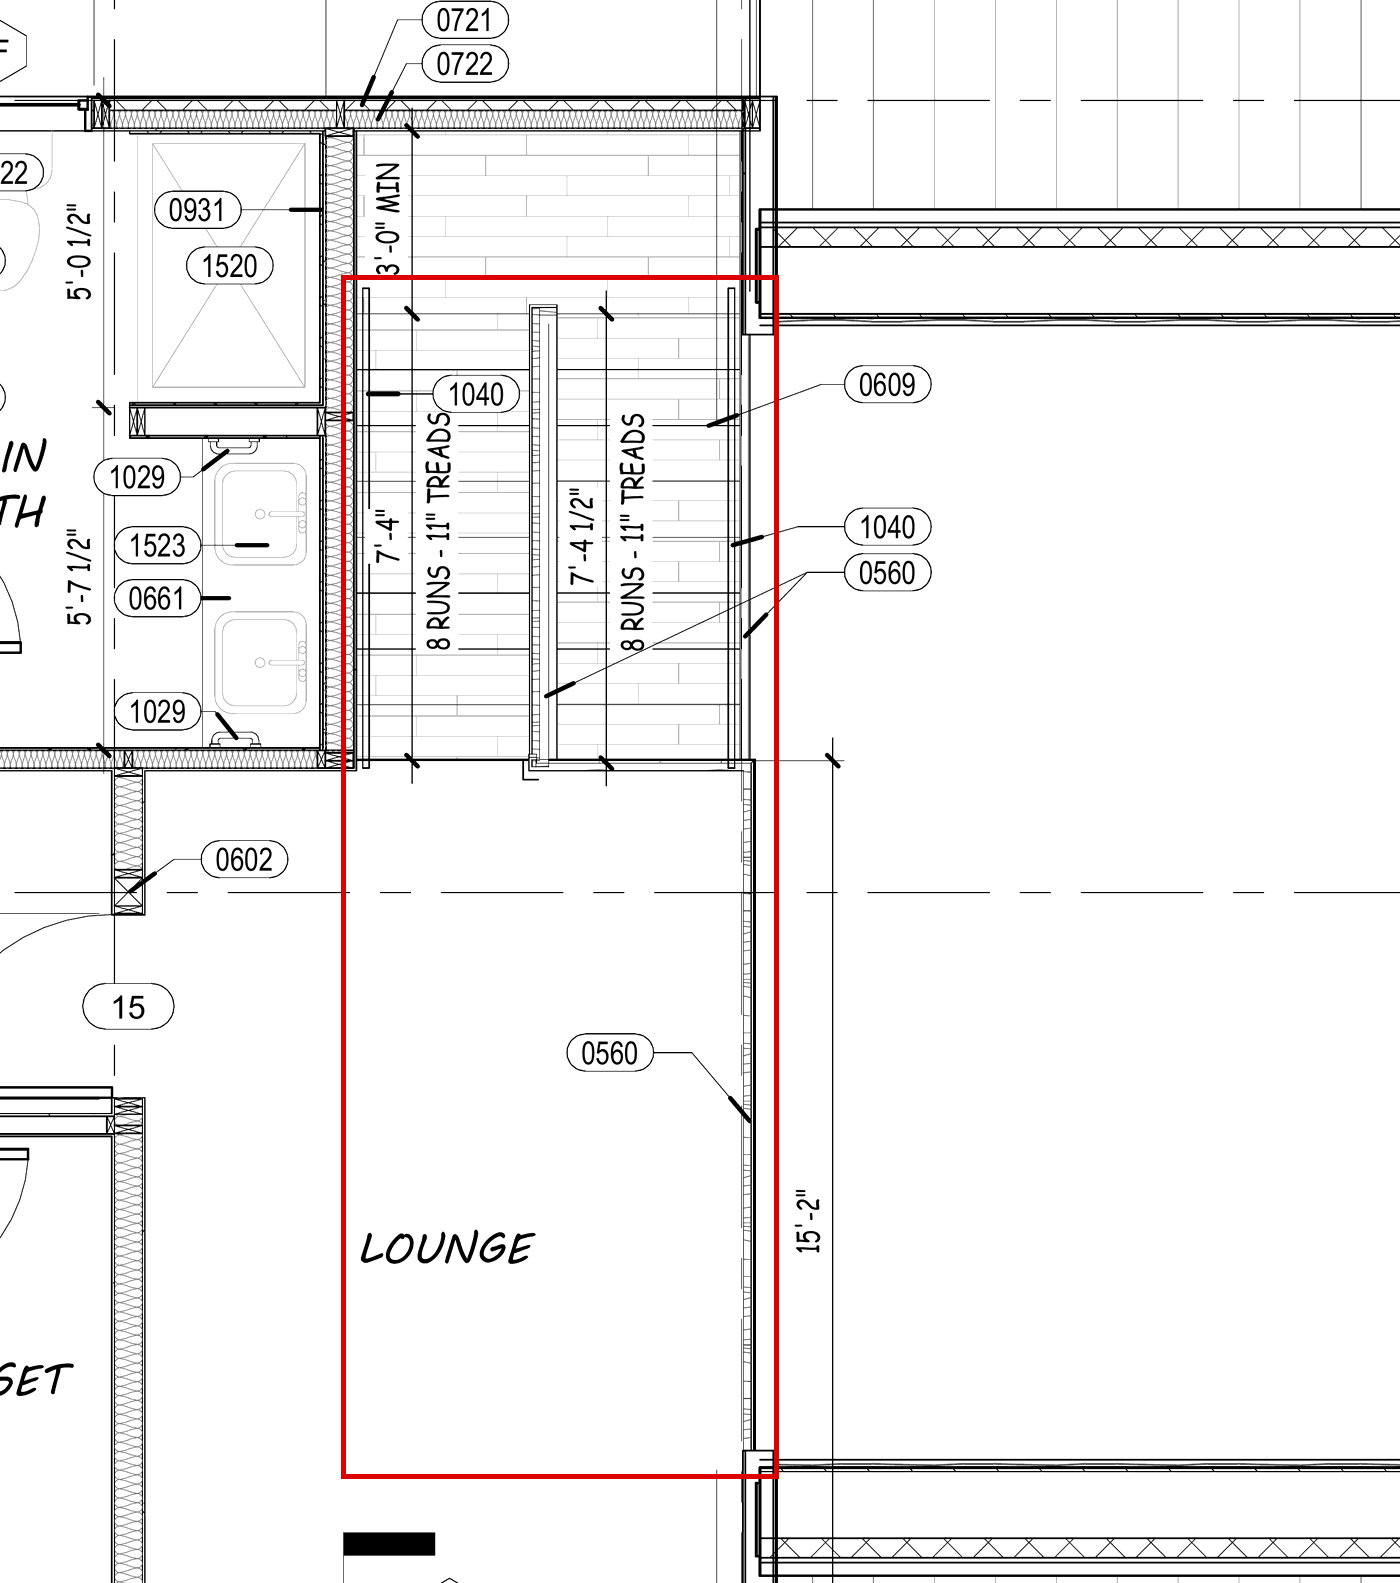 0721
0722
F
22
0931
1520
5'-0 1/2"
3'-0" MIN
1040
0609
IN
TH
1029
1523
0661
1029
5'-7 1/2"
7'-4"
8 RUNS - 11" TREADS
7'-4 1/2"
8 RUNS - 11" TREADS
1040
0560
0602
15
0560
LOUNGE
15'-2"
SET